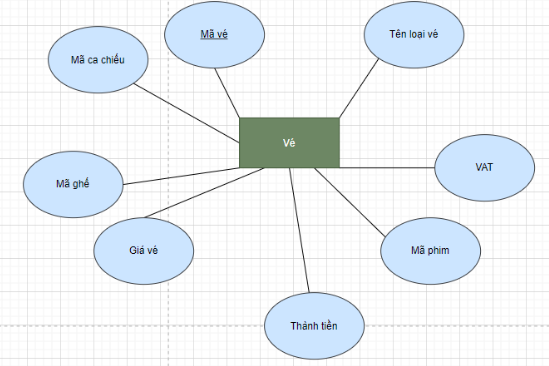 Mã vé
Tên loại vé
Mã ca chiếu
Vé
Mã ghế
VAT
Giá vé
Mã phim
Thành tiền